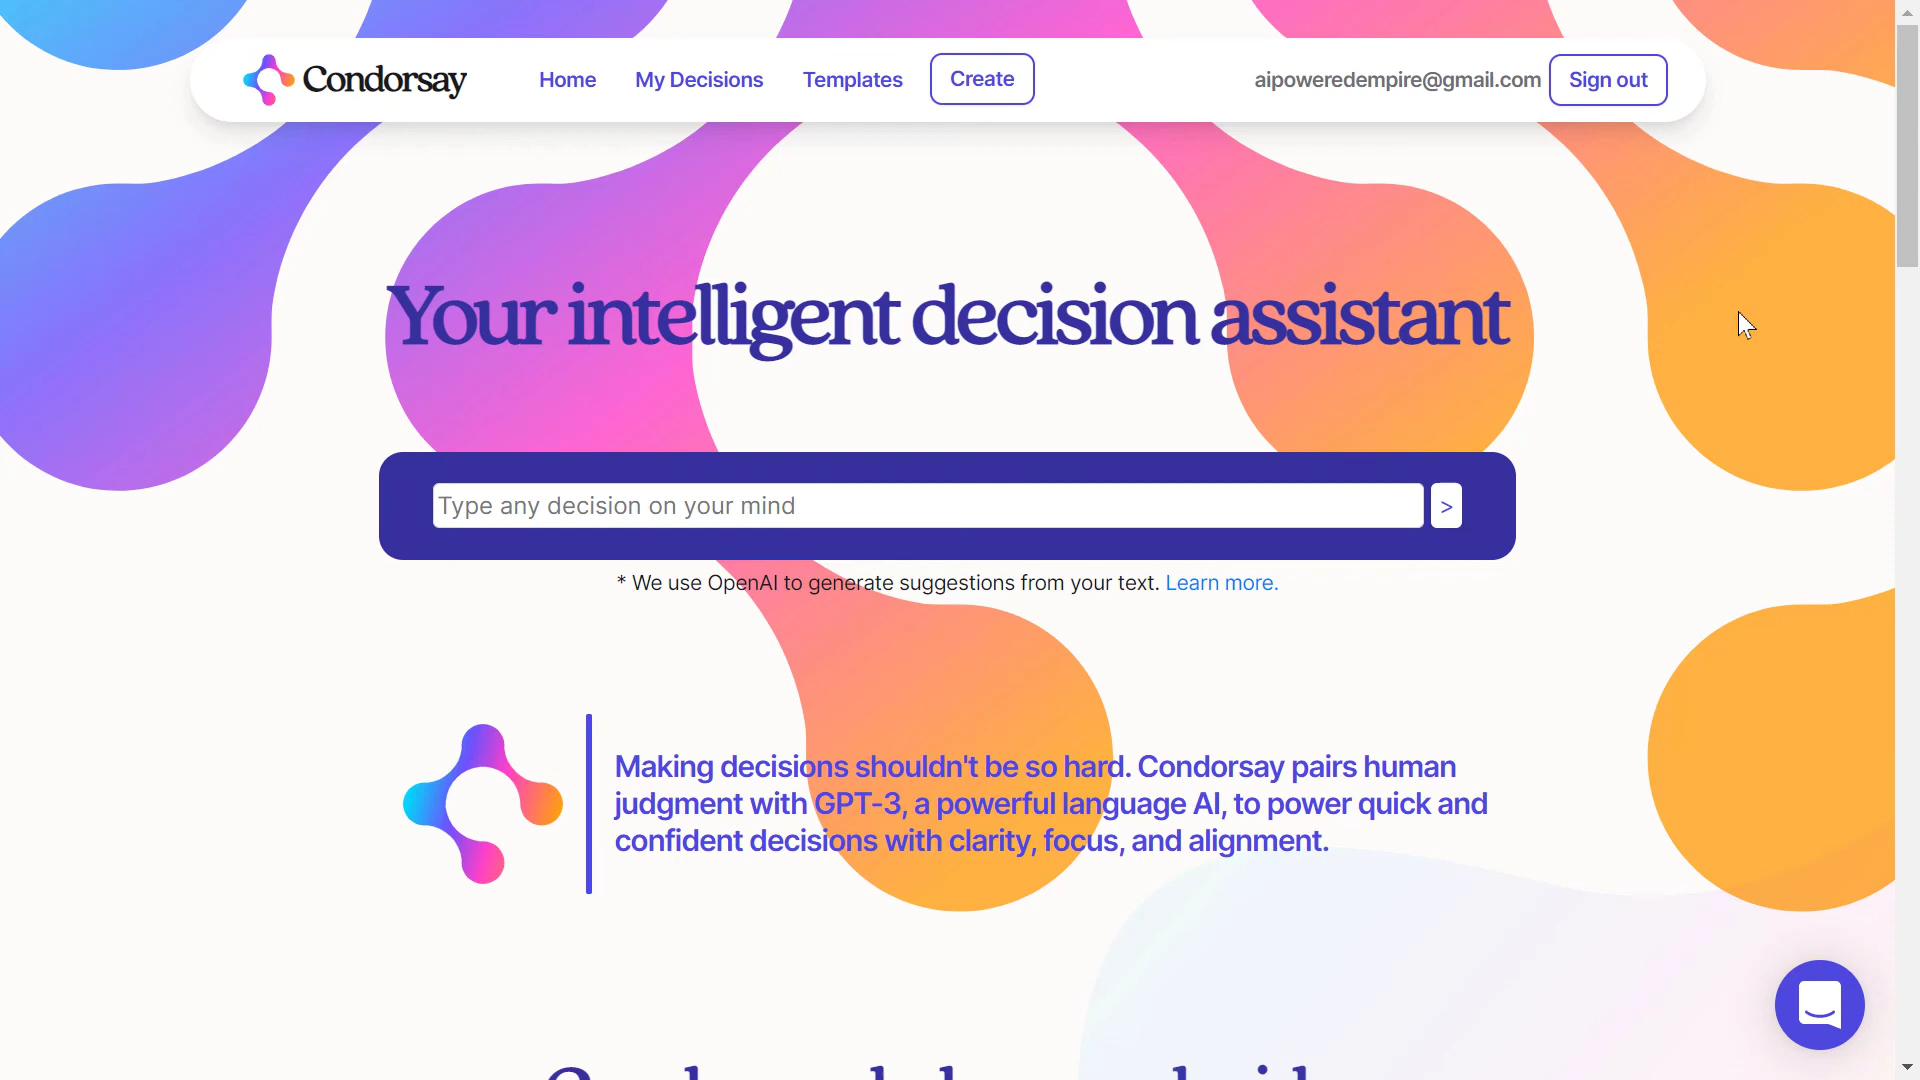 Condorsay
Home
My Decisions
Templates
Create
aipoweredempire@gmail.com
Sign out
Your intelligent decision assistant
Type any decision on your mind
>
* We use OpenAI to generate suggestions from your text. Learn more.
Making decisions shouldn't be so hard. Condorsay pairs human
judgment with GPT-3, a powerful language AI, to power quick and
confident decisions with clarity, focus, and alignment.